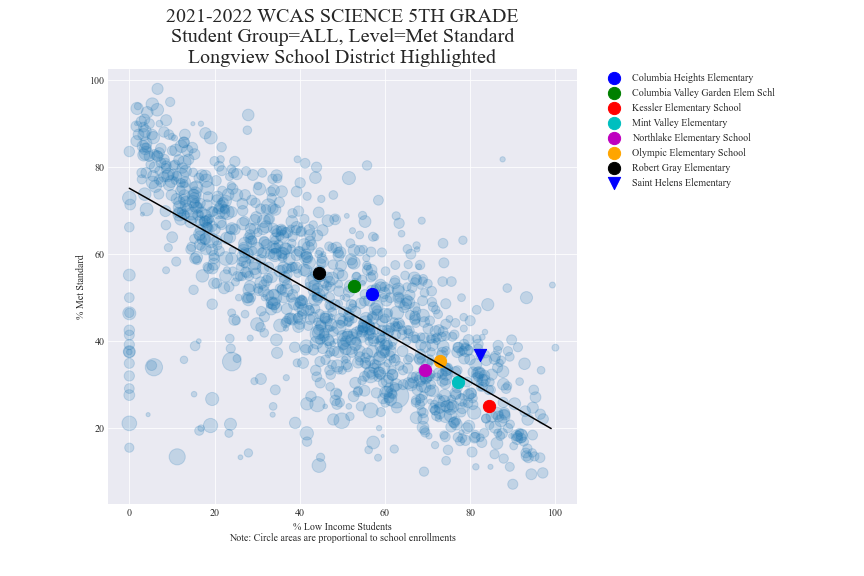 2021-2022 WCAS SCIENCE 5TH GRADE
Student Group=ALL, Level=Met Standard
Longview School District Highlighted
% Met Standard
100
80
60
40
20
0
20
40
60
80
100
% Low Income Students
Note: Circle areas are proportional to school enrollments
Columbia Heights Elementary
Columbia Valley Garden Elem Schl
Kessler Elementary School
Mint Valley Elementary
Northlake Elementary School
Olympic Elementary School
Robert Gray Elementary
Saint Helens Elementary